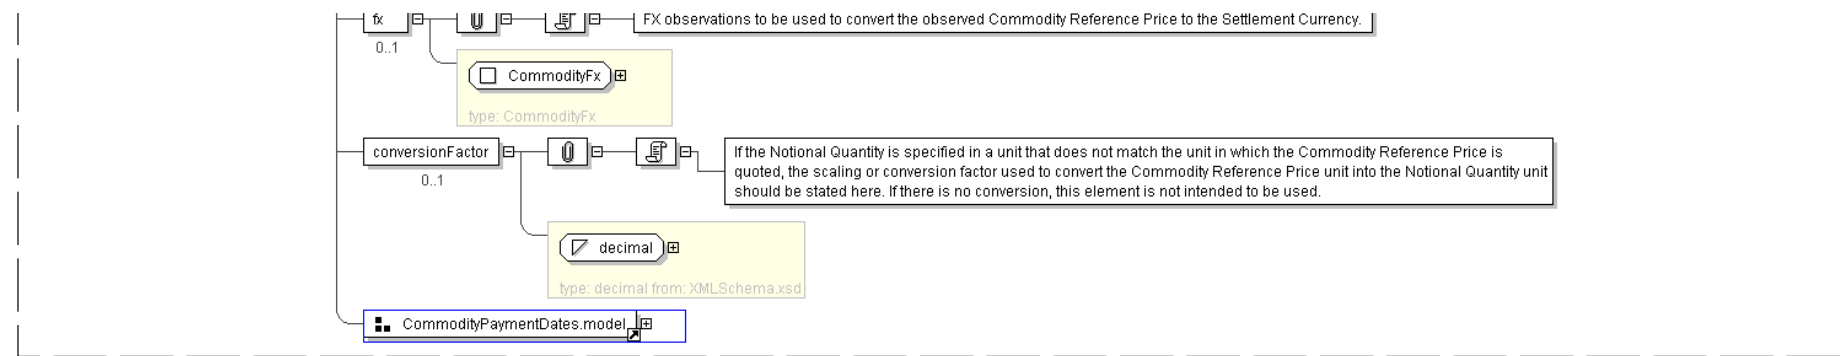 fx
FX observations to be used to convert the observed Commodity Reference Price to the Settlement Currency.
0..1
CommodityFx
type: CommodityFx
conversionFactor
0..1
If the Notional Quantity is specified in a unit that does not match the unit in which the Commodity Reference Price is
quoted, the scaling or conversion factor used to convert the Commodity Reference Price unit into the Notional Quantity unit
should be stated here. If there is no conversion, this element is not intended to be used.
decimal
type: decimal from: XMLSchema.xsd
CommodityPaymentDates.model